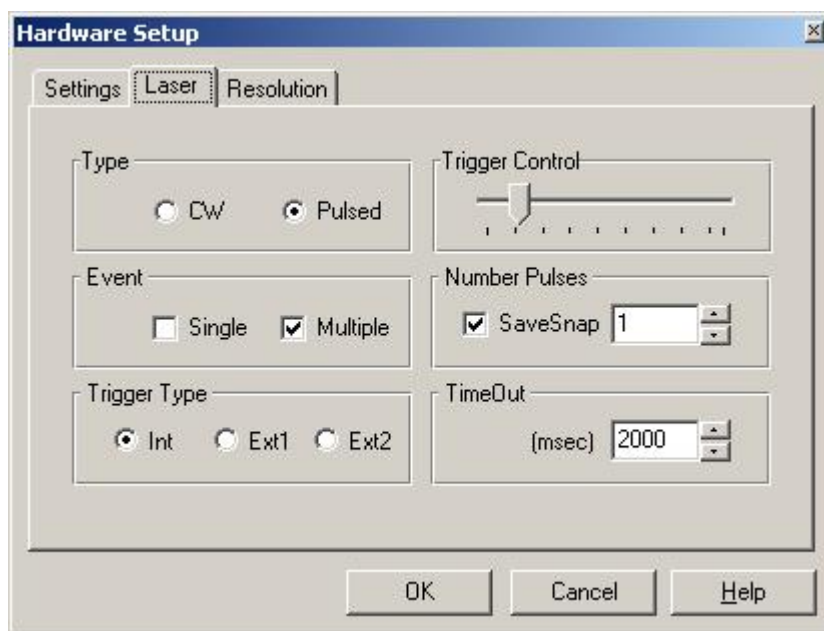 Hardware Setup
Settings Laser Resolution
Type
CW Pulsed
Trigger Control
Event
Single Multiple
Number Pulses
SaveSnap 1
Trigger Type
Int Ext1 Ext2
TimeOut
(msec) 2000
OK Cancel Help